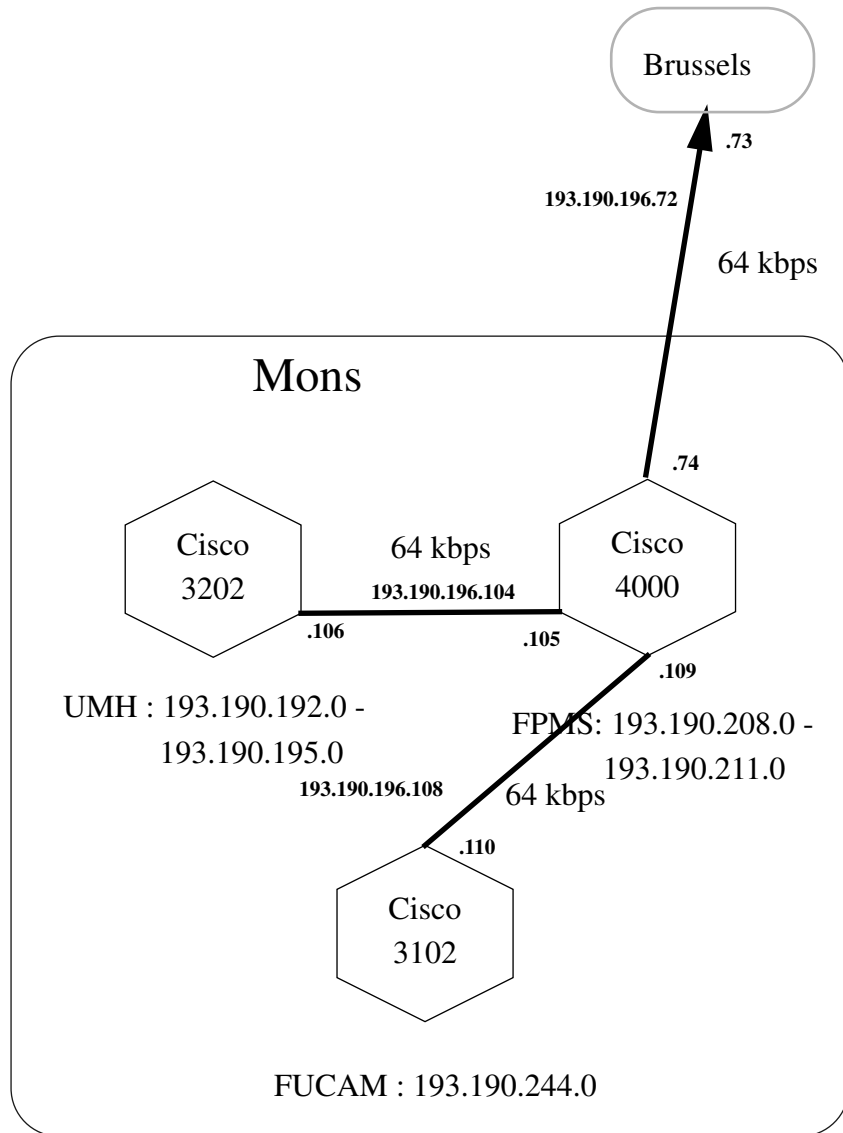 Brussels
.73
193.190.196.72
64 kbps
Mons
.74
Cisco
3202
64 kbps
193.190.196.104
Cisco
4000
.106
.105
.109
UMH : 193.190.192.0 -
193.190.195.0
FPMS: 193.190.208.0 -
193.190.211.0
193.190.196.108
64 kbps
.110
Cisco
3102
FUCAM : 193.190.244.0